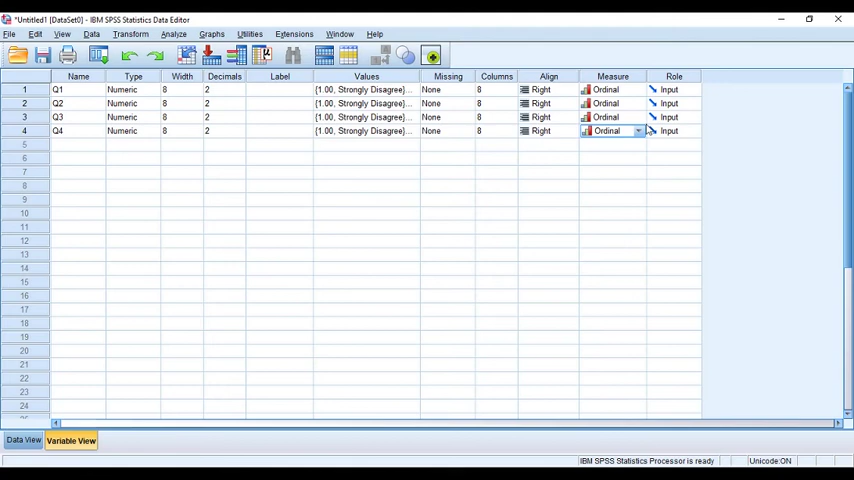 *Untitled1 [DataSet0] - IBM SPSS Statistics Data Editor
File Edit View Data Transform Analyze Graphs Utilities Extensions Window Help
Name Type Width Decimals Label Values Missing Columns Align Measure Role
1 Q1 Numeric 8 2 {1.00, Strongly Disagree}... None 8 Right Ordinal Input
2 Q2 Numeric 8 2 {1.00, Strongly Disagree}... None 8 Right Ordinal Input
3 Q3 Numeric 8 2 {1.00, Strongly Disagree}... None 8 Right Ordinal Input
4 Q4 Numeric 8 2 {1.00, Strongly Disagree}... None 8 Right Ordinal Input
5
6
7
8
9
10
11
12
13
14
15
16
17
18
19
20
21
22
23
24
Data View Variable View
IBM SPSS Statistics Processor is ready Unicode:ON